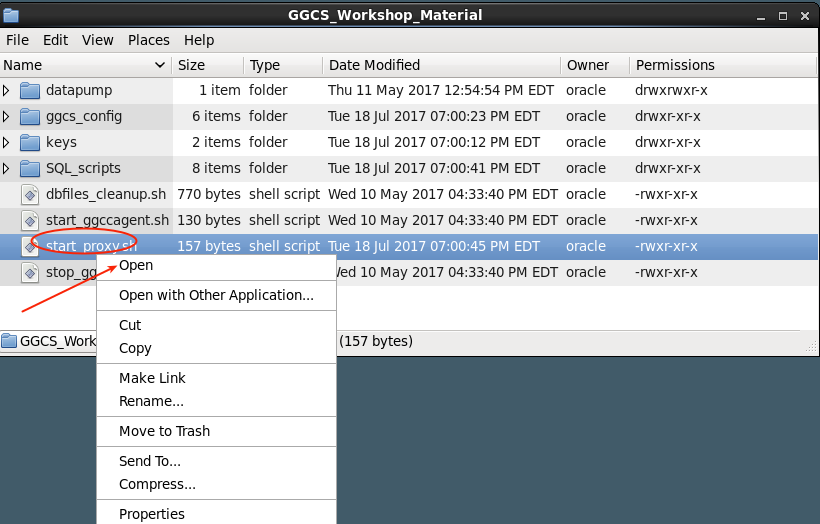 GGCS_Workshop_Material
File Edit View Places Help
Name Size Type Date Modified Owner Permissions
datapump 1 item folder Thu 11 May 2017 12:54:54 PM EDT oracle drwxrwxr-x
ggcs_config 6 items folder Tue 18 Jul 2017 07:00:23 PM EDT oracle drwxr-xr-x
keys 2 items folder Tue 18 Jul 2017 07:00:12 PM EDT oracle drwxr-xr-x
SQL_scripts 8 items folder Tue 18 Jul 2017 07:00:41 PM EDT oracle drwxr-xr-x
dbfiles_cleanup.sh 770 bytes shell script Wed 10 May 2017 04:33:40 PM EDT oracle -rwxr-xr-x
start_ggccagent.sh 130 bytes shell script Wed 10 May 2017 04:33:40 PM EDT oracle -rwxr-xr-x
start_proxy.sh 157 bytes shell script Tue 18 Jul 2017 07:00:45 PM EDT oracle -rwxr-xr-x
stop_gg Wed 10 May 2017 04:33:40 PM EDT oracle -rwxr-xr-x
GGCS_Work (157 bytes)
Open
Open with Other Application...
Cut
Copy
Make Link
Rename...
Move to Trash
Send To...
Compress...
Properties